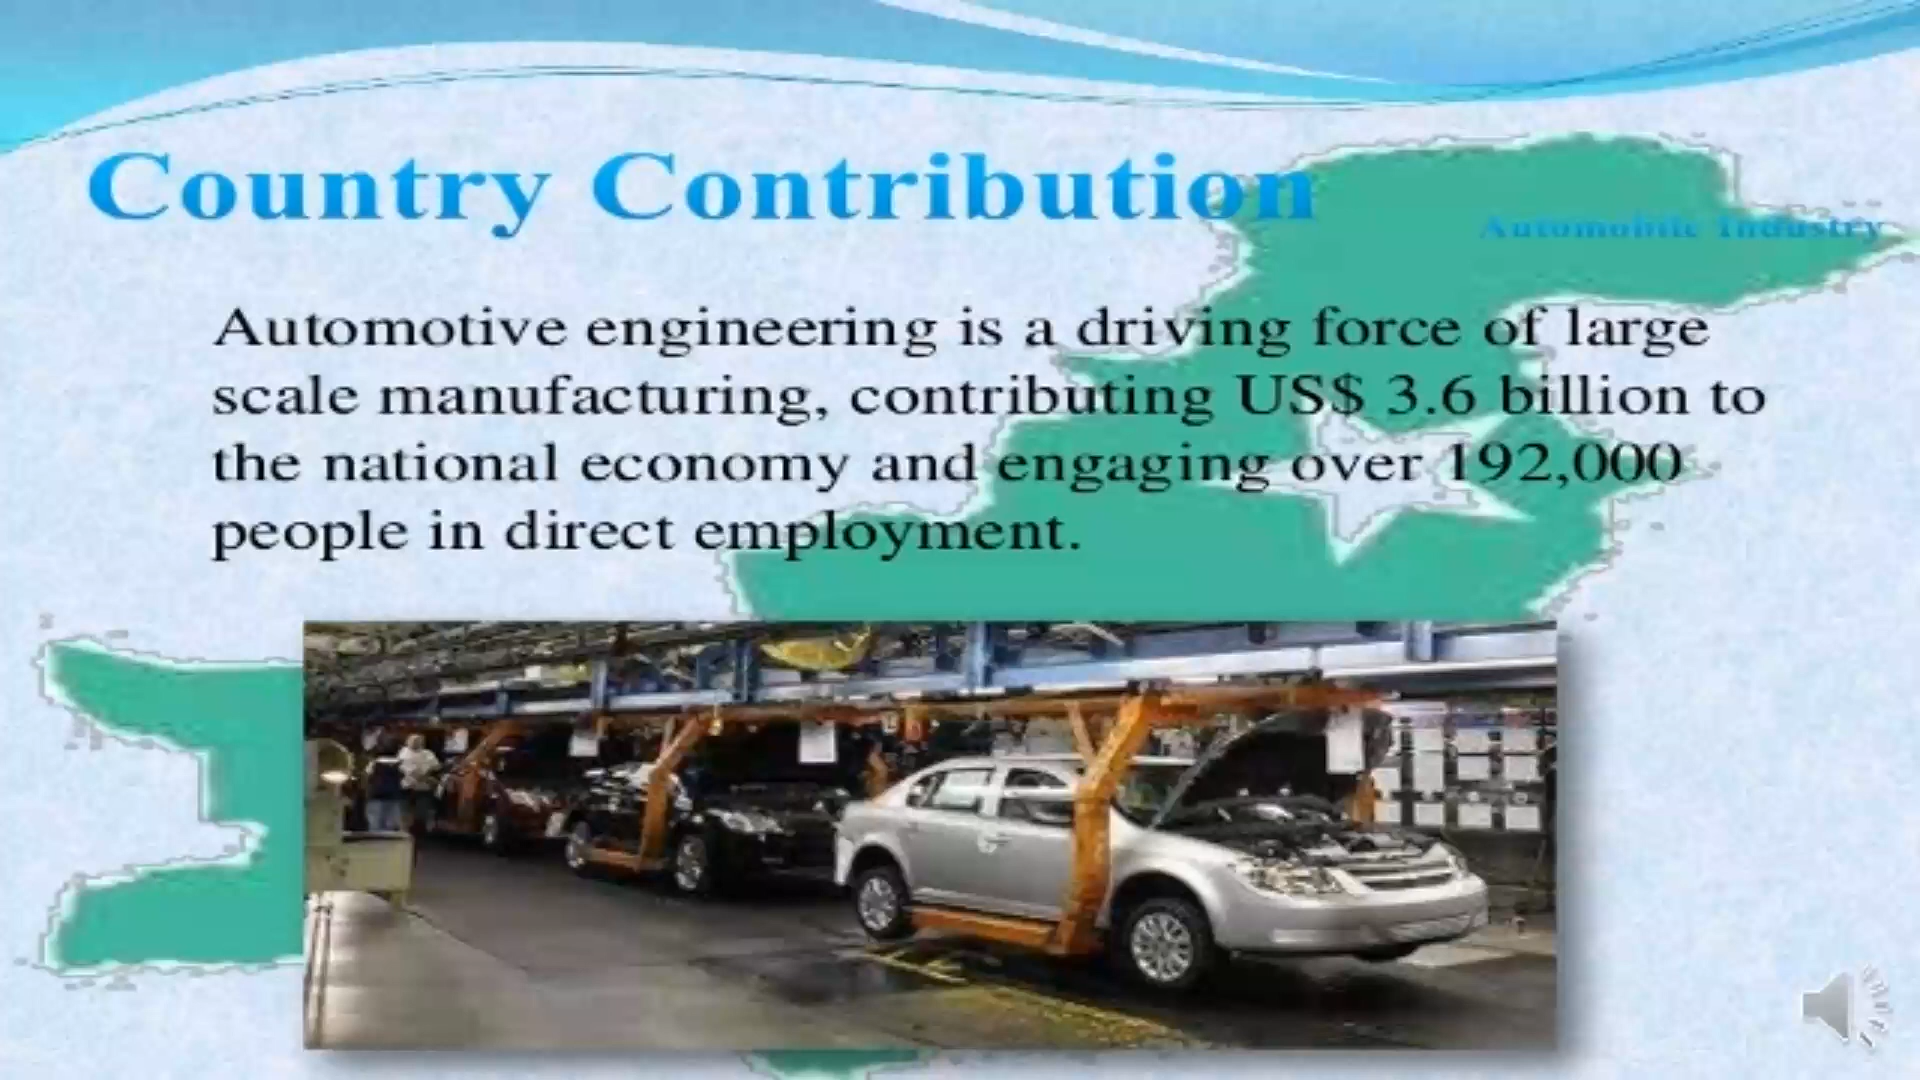 Country Contribution
Automobile Industry
Automotive engineering is a driving force of large
scale manufacturing, contributing US$ 3.6 billion to
the national economy and engaging over 192,000
people in direct employment.